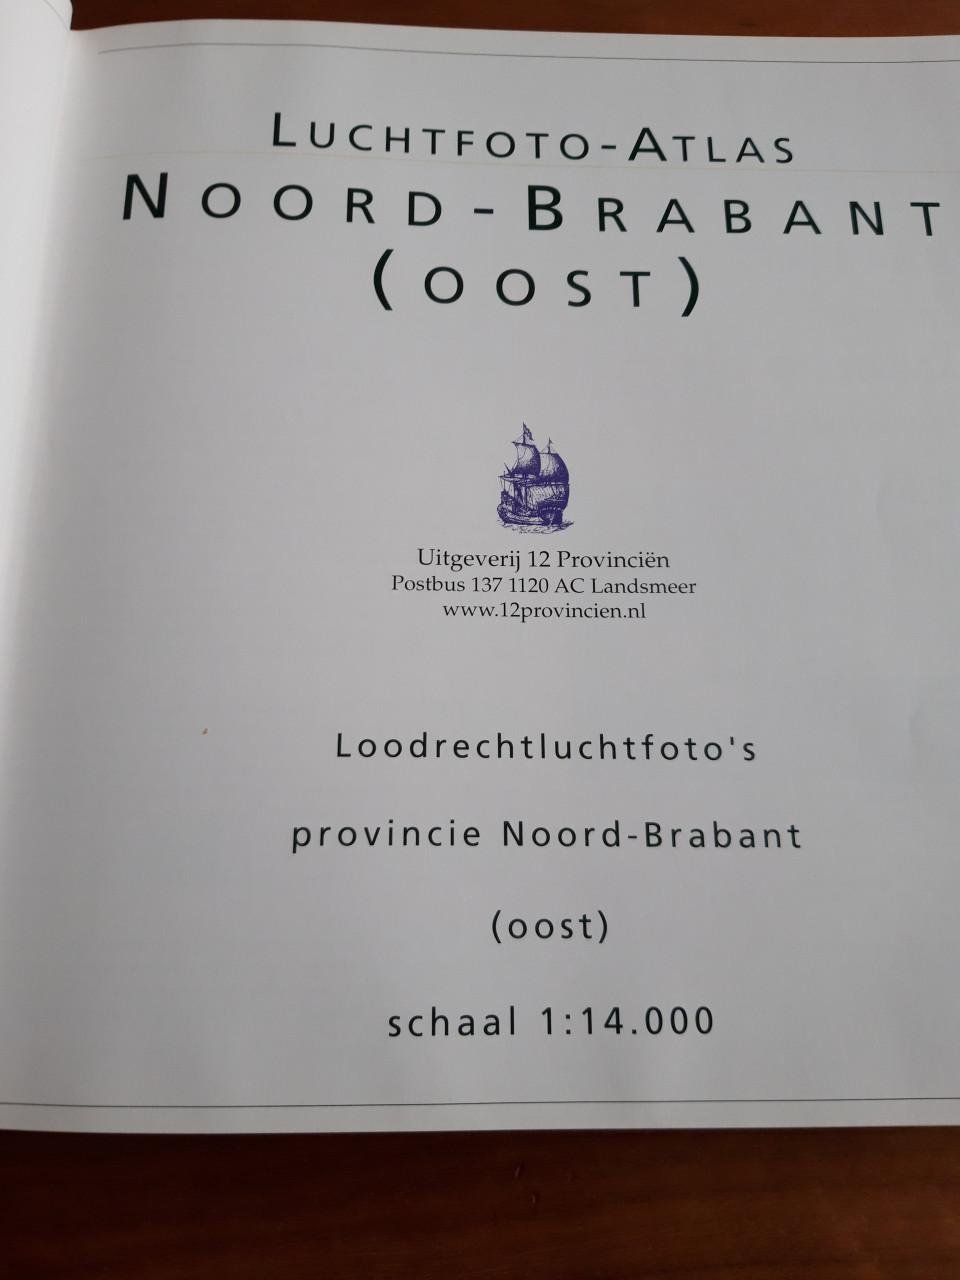 Luchtfoto-Atlas
Noord-Brabant
(oost)
Uitgeverij 12 Provinciën
Postbus 137 1120 AC Landsmeer
www.12provincien.nl
Loodrechtluchtfoto's
provincie Noord-Brabant
(oost)
schaal 1:14.000